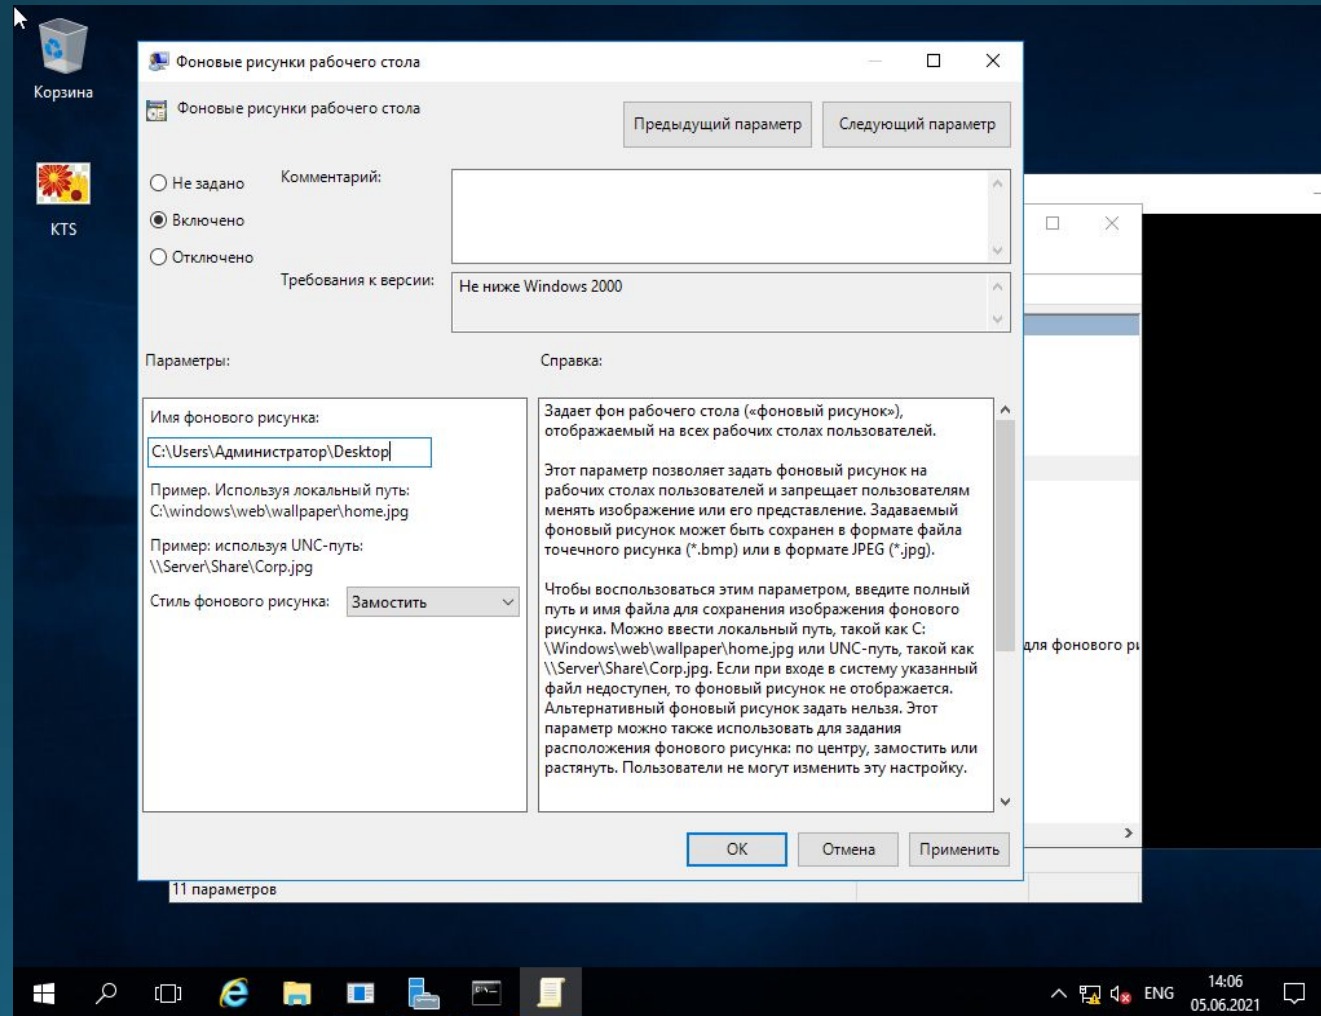 Корзина
KTS
Фоновые рисунки рабочего стола
Фоновые рисунки рабочего стола
Предыдущий параметр
Следующий параметр
Не задано
Включено
Отключено
Комментарий:
Требования к версии:
Не ниже Windows 2000
Параметры:
Справка:
Имя фонового рисунка:
C:\Users\Администратор\Desktop
Пример. Используя локальный путь:
C:\windows\web\wallpaper\home.jpg
Пример: используя UNC-путь:
\\Server\Share\Corp.jpg
Стиль фонового рисунка:
Замостить
Задает фон рабочего стола («фоновый рисунок»),
отображаемый на всех рабочих столах пользователей.
Этот параметр позволяет задать фоновый рисунок на
рабочих столах пользователей и запрещает пользователям
менять изображение или его представление. Задаваемый
фоновый рисунок может быть сохранен в формате файла
точечного рисунка (*.bmp) или в формате JPEG (*.jpg).
Чтобы воспользоваться этим параметром, введите полный
путь и имя файла для сохранения изображения фонового
рисунка. Можно ввести локальный путь, такой как C:
\Windows\web\wallpaper\home.jpg или UNC-путь, такой как
\\Server\Share\Corp.jpg. Если при входе в систему указанный
файл недоступен, то фоновый рисунок не отображается.
Альтернативный фоновый рисунок задать нельзя. Этот
параметр можно также использовать для задания
расположения фонового рисунка: по центру, замостить или
растянуть. Пользователи не могут изменить эту настройку.
для фонового ри
OK
Отмена
Применить
11 параметров
ENG
14:06
05.06.2021